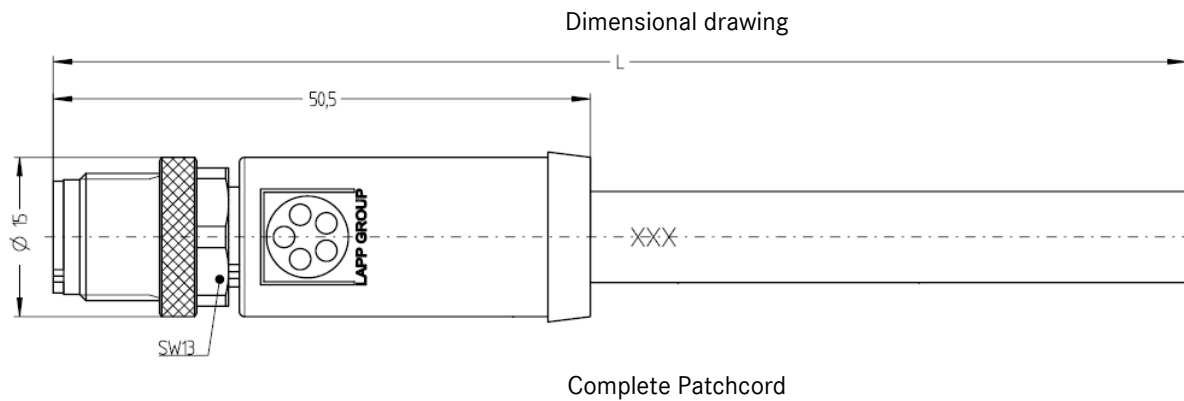 Dimensional drawing
L
50,5
Ø 15
LAPP GROUP
XXX
SW13
Complete Patchcord